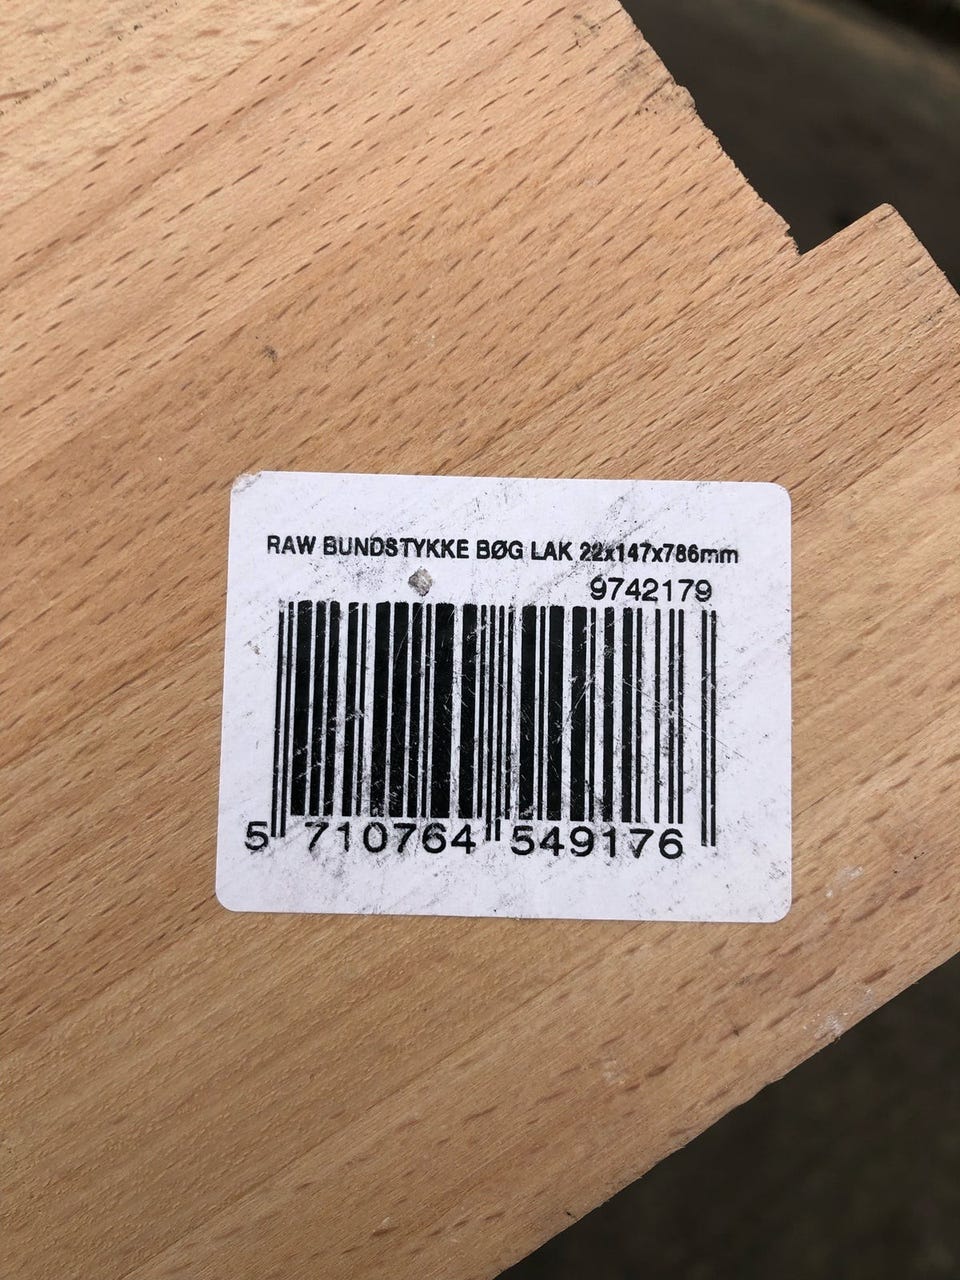 RAW BUNDSTYKKE BØG LAK 22x147x786mm
9742179
5 710764 549176